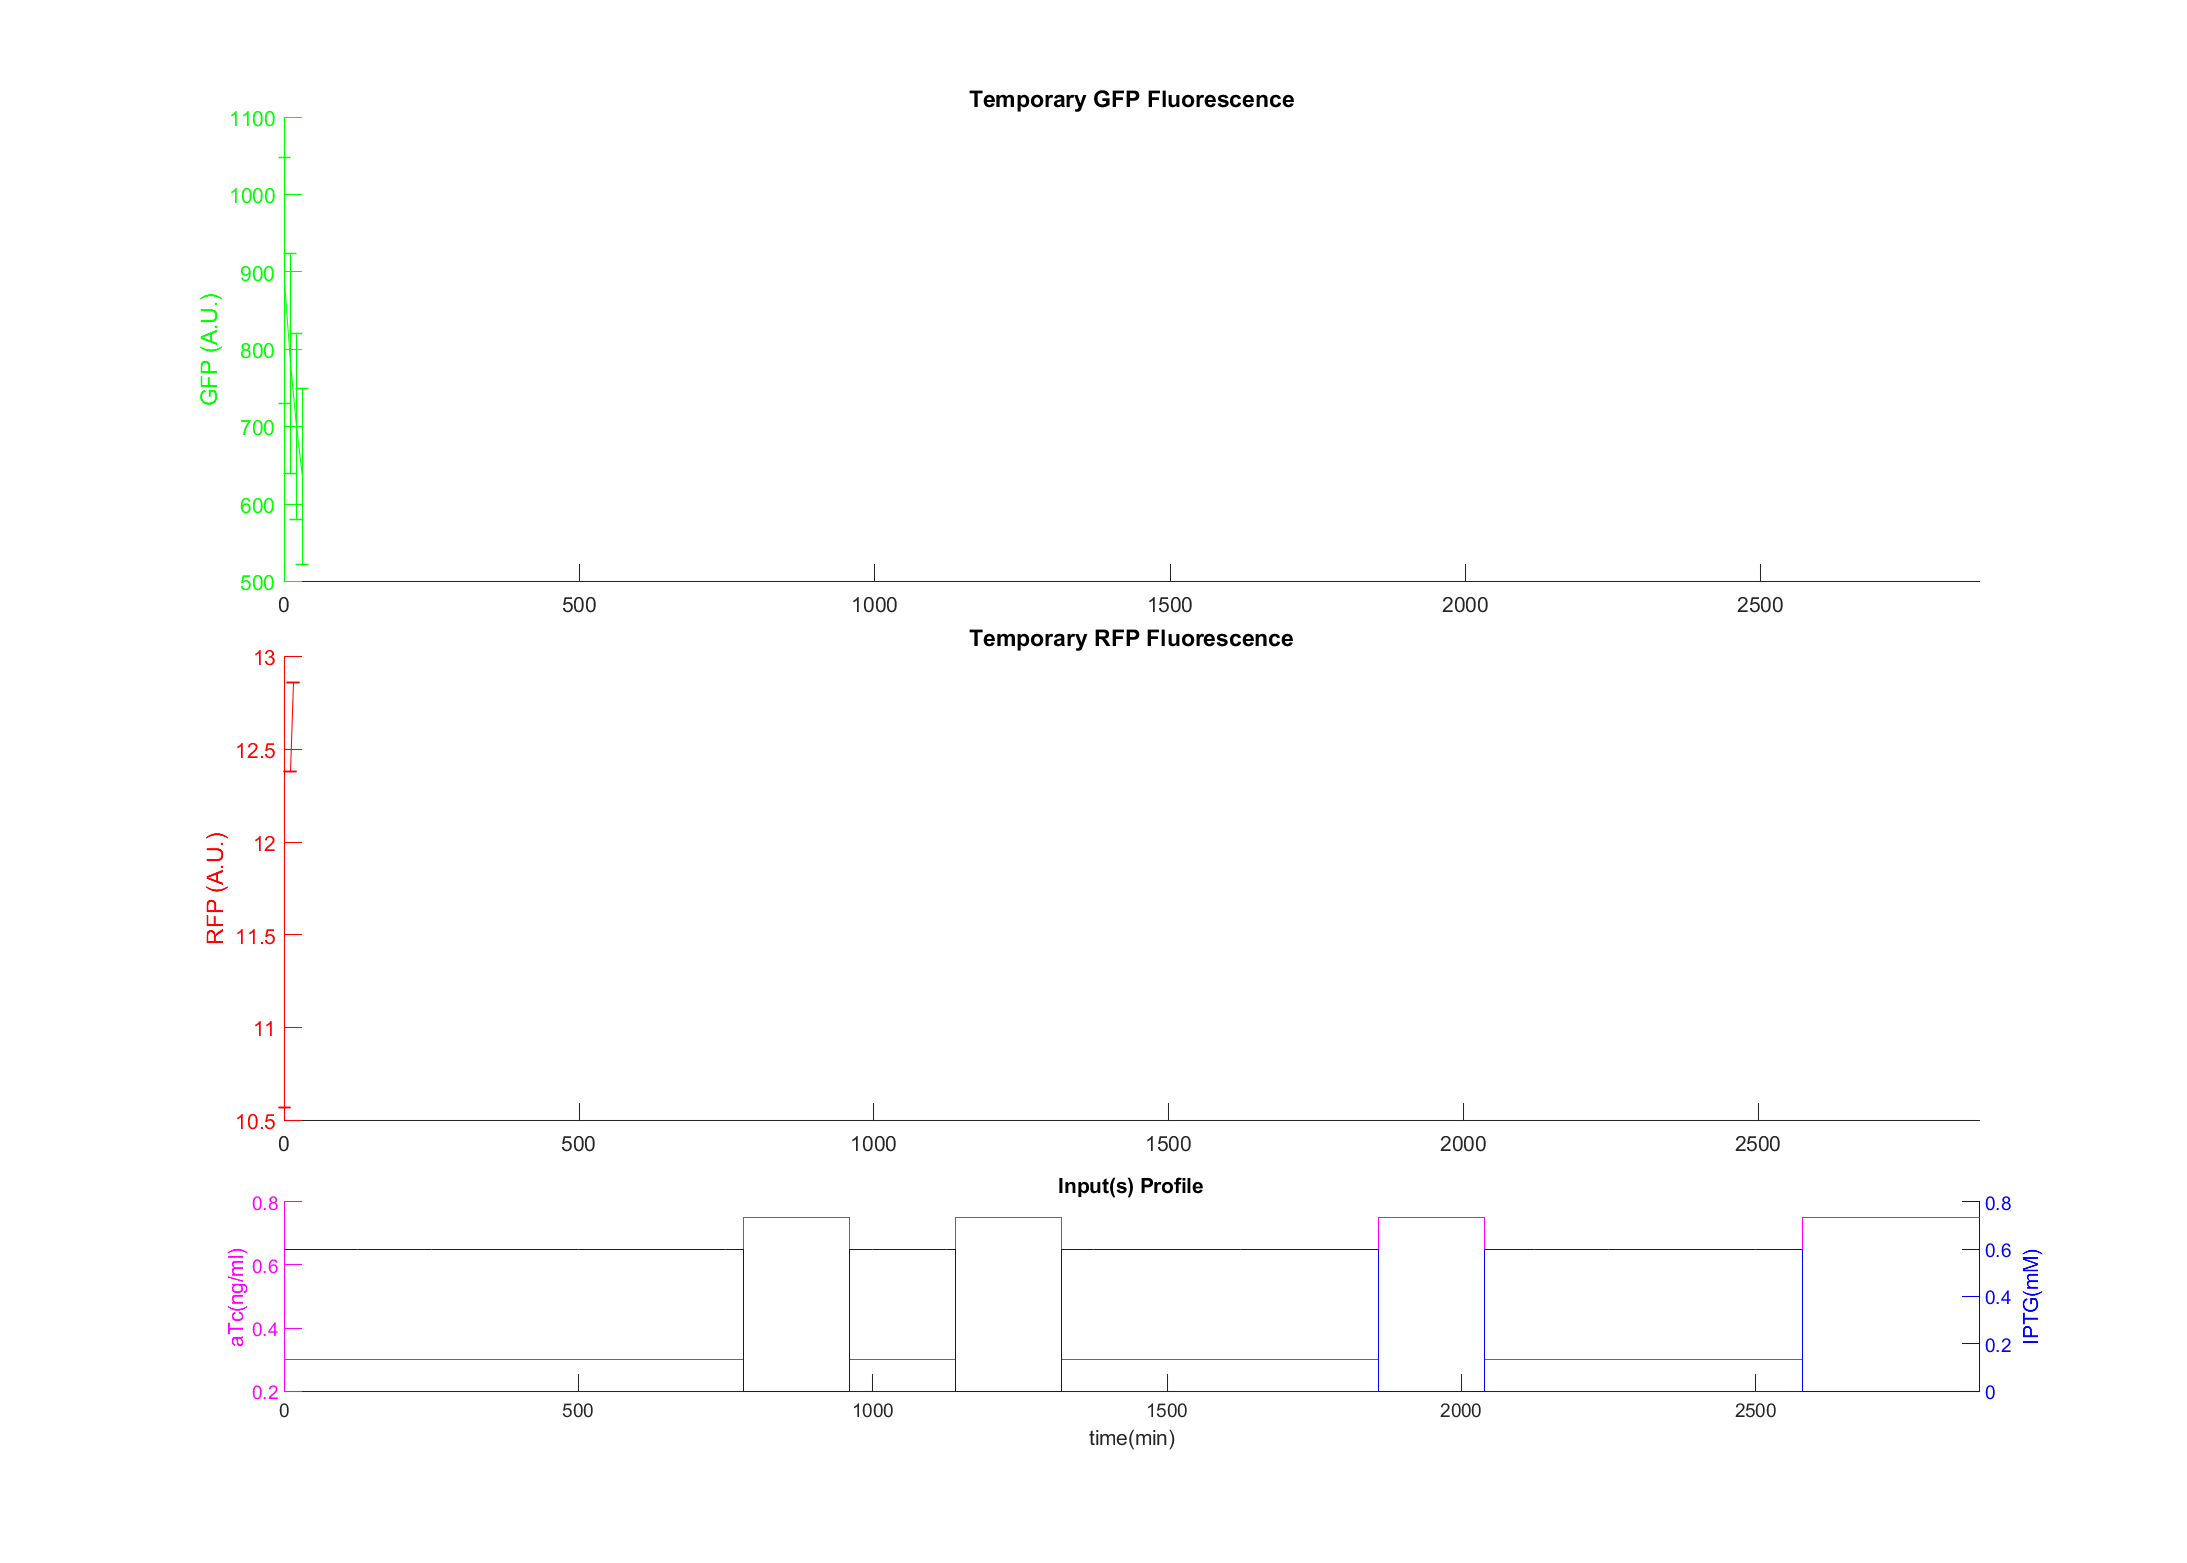 Temporary GFP Fluorescence
1100
1000
900
800
700
600
500
GFP (A.U.)
0 500 1000 1500 2000 2500
Temporary RFP Fluorescence
13
12.5
12
11.5
11
10.5
RFP (A.U.)
0 500 1000 1500 2000 2500
Input(s) Profile
0.8
0.6
0.4
0.2
aTc(ng/ml)
0.8
0.6
0.4
0.2
0
IPTG(mM)
0 500 1000 1500 2000 2500
time(min)